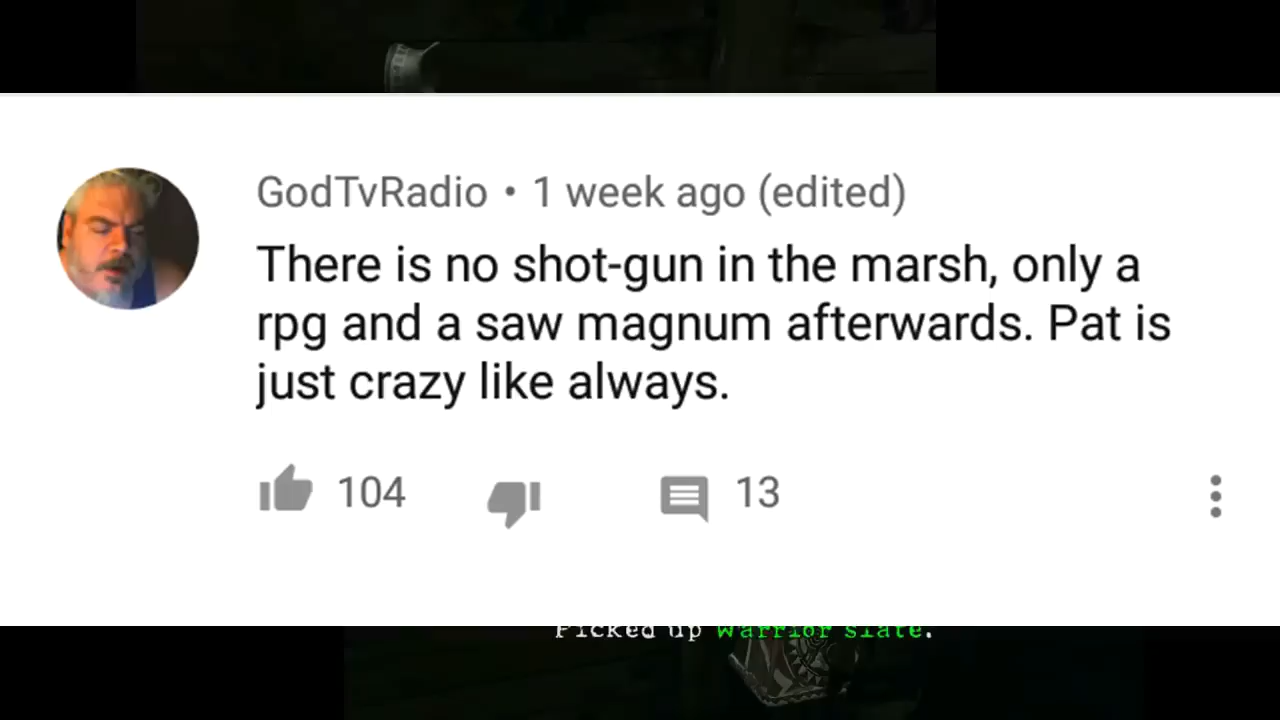 GodTvRadio • 1 week ago (edited)
There is no shot-gun in the marsh, only a
rpg and a saw magnum afterwards. Pat is
just crazy like always.
104 13
Picked up Warrior slate.